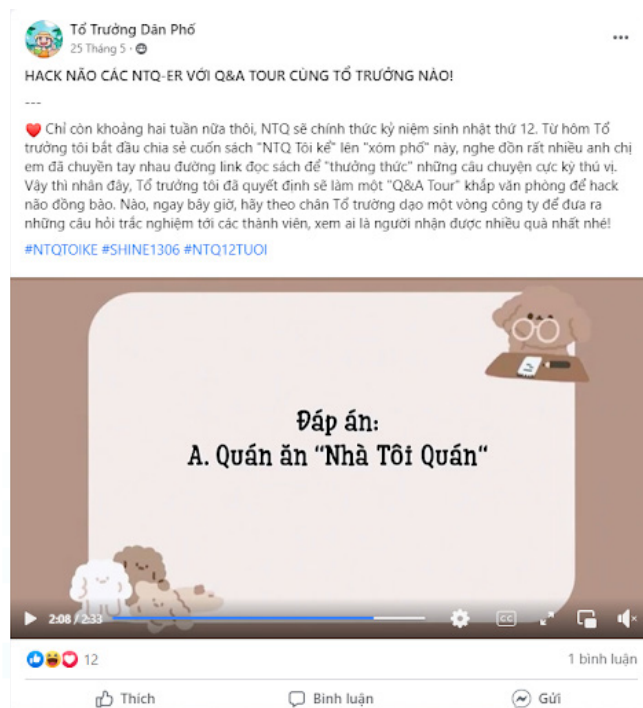 Tổ Trưởng Dân Phố
25 Tháng 5 ·
HACK NÃO CÁC NTQ-ER VỚI Q&A TOUR CÙNG TỔ TRƯỞNG NÀO!
---
Chỉ còn khoảng hai tuần nữa thôi, NTQ sẽ chính thức kỷ niệm sinh nhật thứ 12. Từ hôm Tổ
trưởng tôi bắt đầu chia sẻ cuốn sách "NTQ Tôi kể" lên "xóm phố" này, nghe đồn rất nhiều anh chị
em đã chuyền tay nhau đường link đọc sách để "thưởng thức" những câu chuyện cực kỳ thú vị.
Vậy thì nhân đây, Tổ trưởng tôi đã quyết định sẽ làm một "Q&A Tour" khắp văn phòng để hack
não đồng bào. Nào, ngay bây giờ, hãy theo chân Tổ trường dạo một vòng công ty để đưa ra
những câu hỏi trắc nghiệm tới các thành viên, xem ai là người nhận được nhiều quà nhất nhé!
#NTQTOIKE #SHINE1306 #NTQ12TUOI
Đáp án:
A. Quán ăn "Nhà Tôi Quán"
2:08 / 2:33
CC
12
1 bình luận
Thích
Bình luận
Gửi